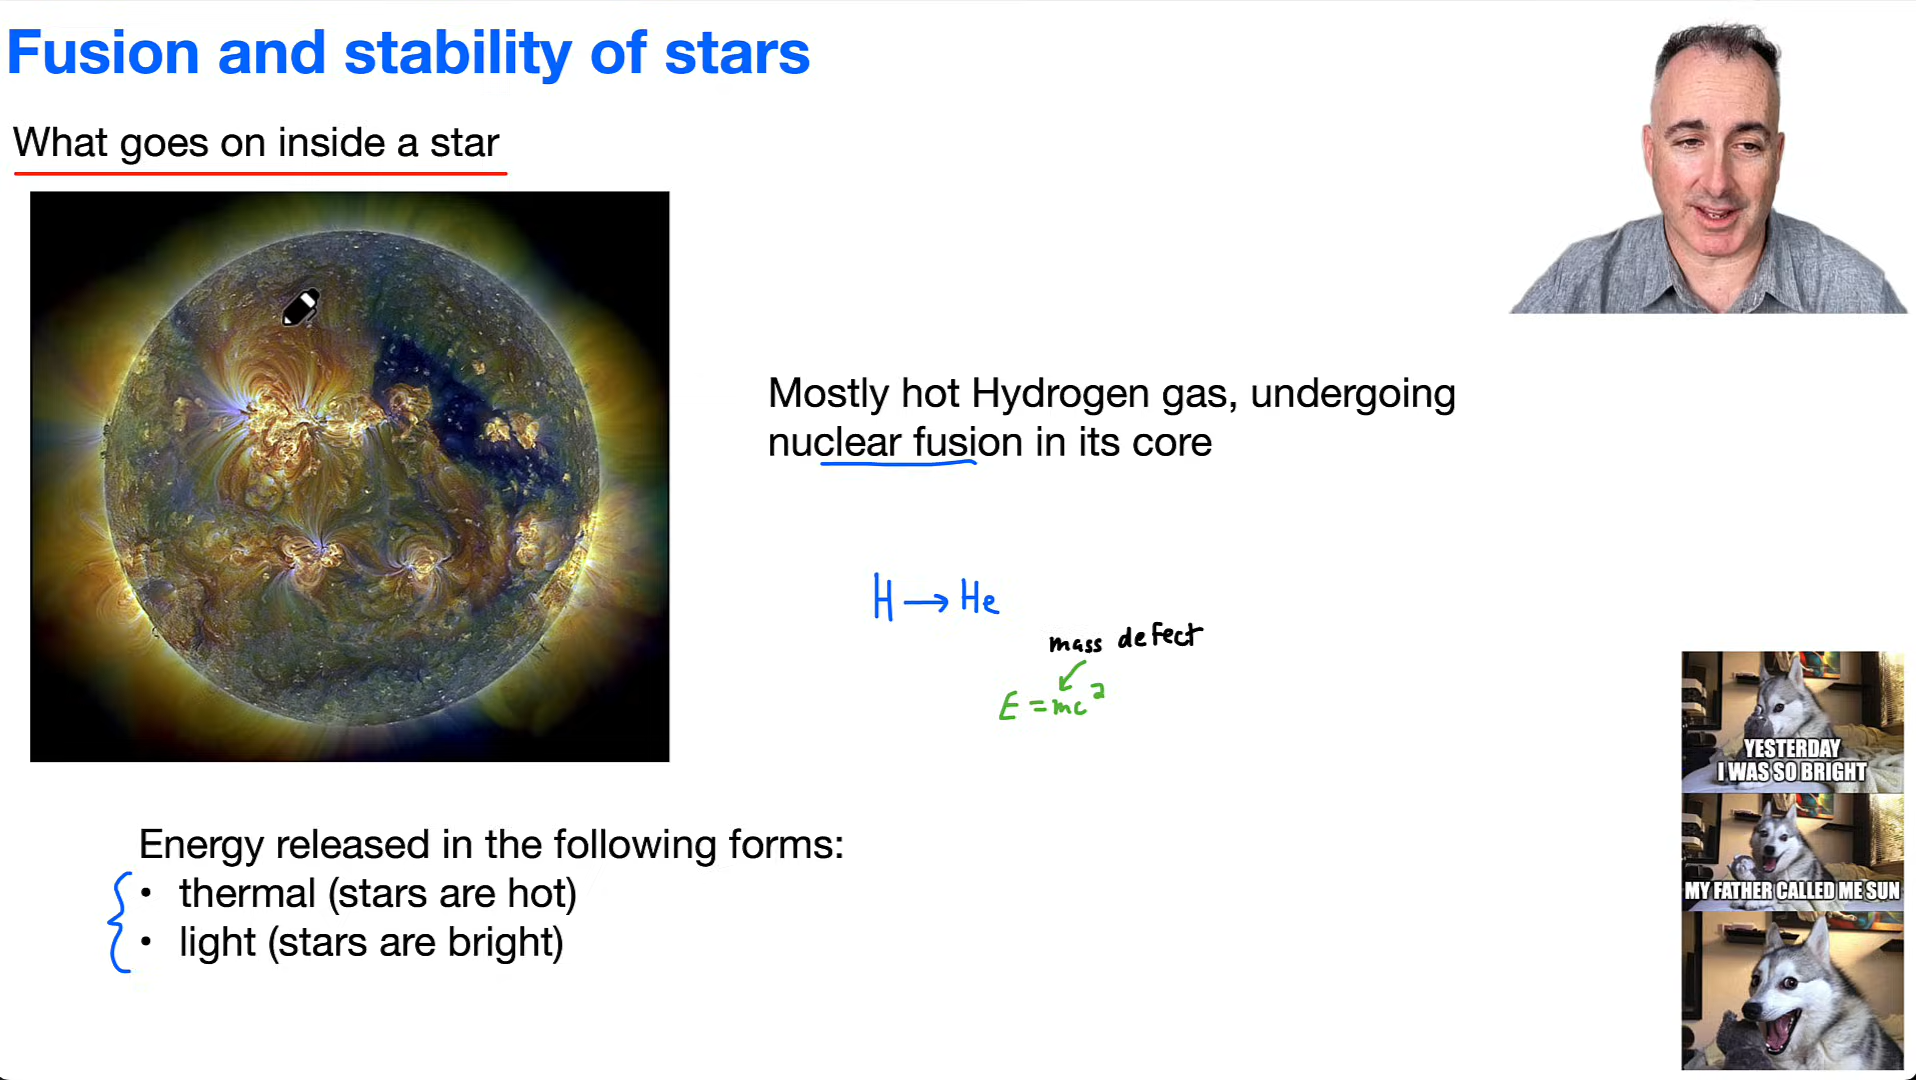 Fusion and stability of stars
What goes on inside a star
Mostly hot Hydrogen gas, undergoing
nuclear fusion in its core
H → He
mass defect
E = mc²
Energy released in the following forms:
• thermal (stars are hot)
• light (stars are bright)
YESTERDAY
I WAS SO BRIGHT
MY FATHER CALLED ME SUN